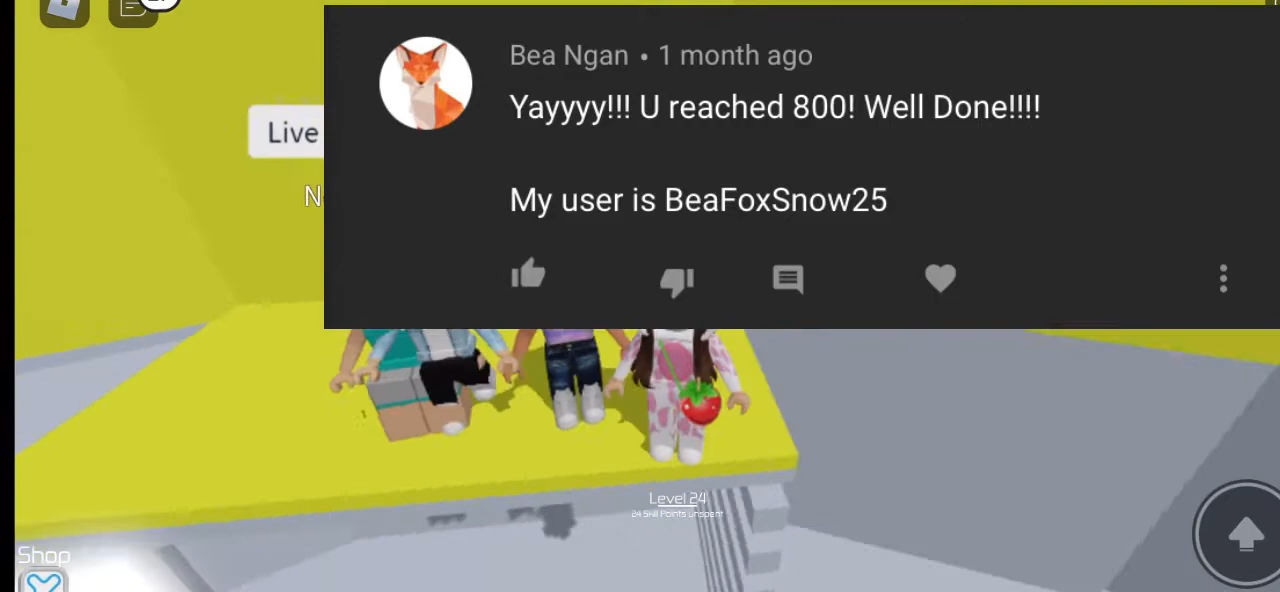 Bea Ngan • 1 month ago
Yayyyy!!! U reached 800! Well Done!!!!
My user is BeaFoxSnow25
Live
N
Level 24
24 Skill Points unspent
Shop